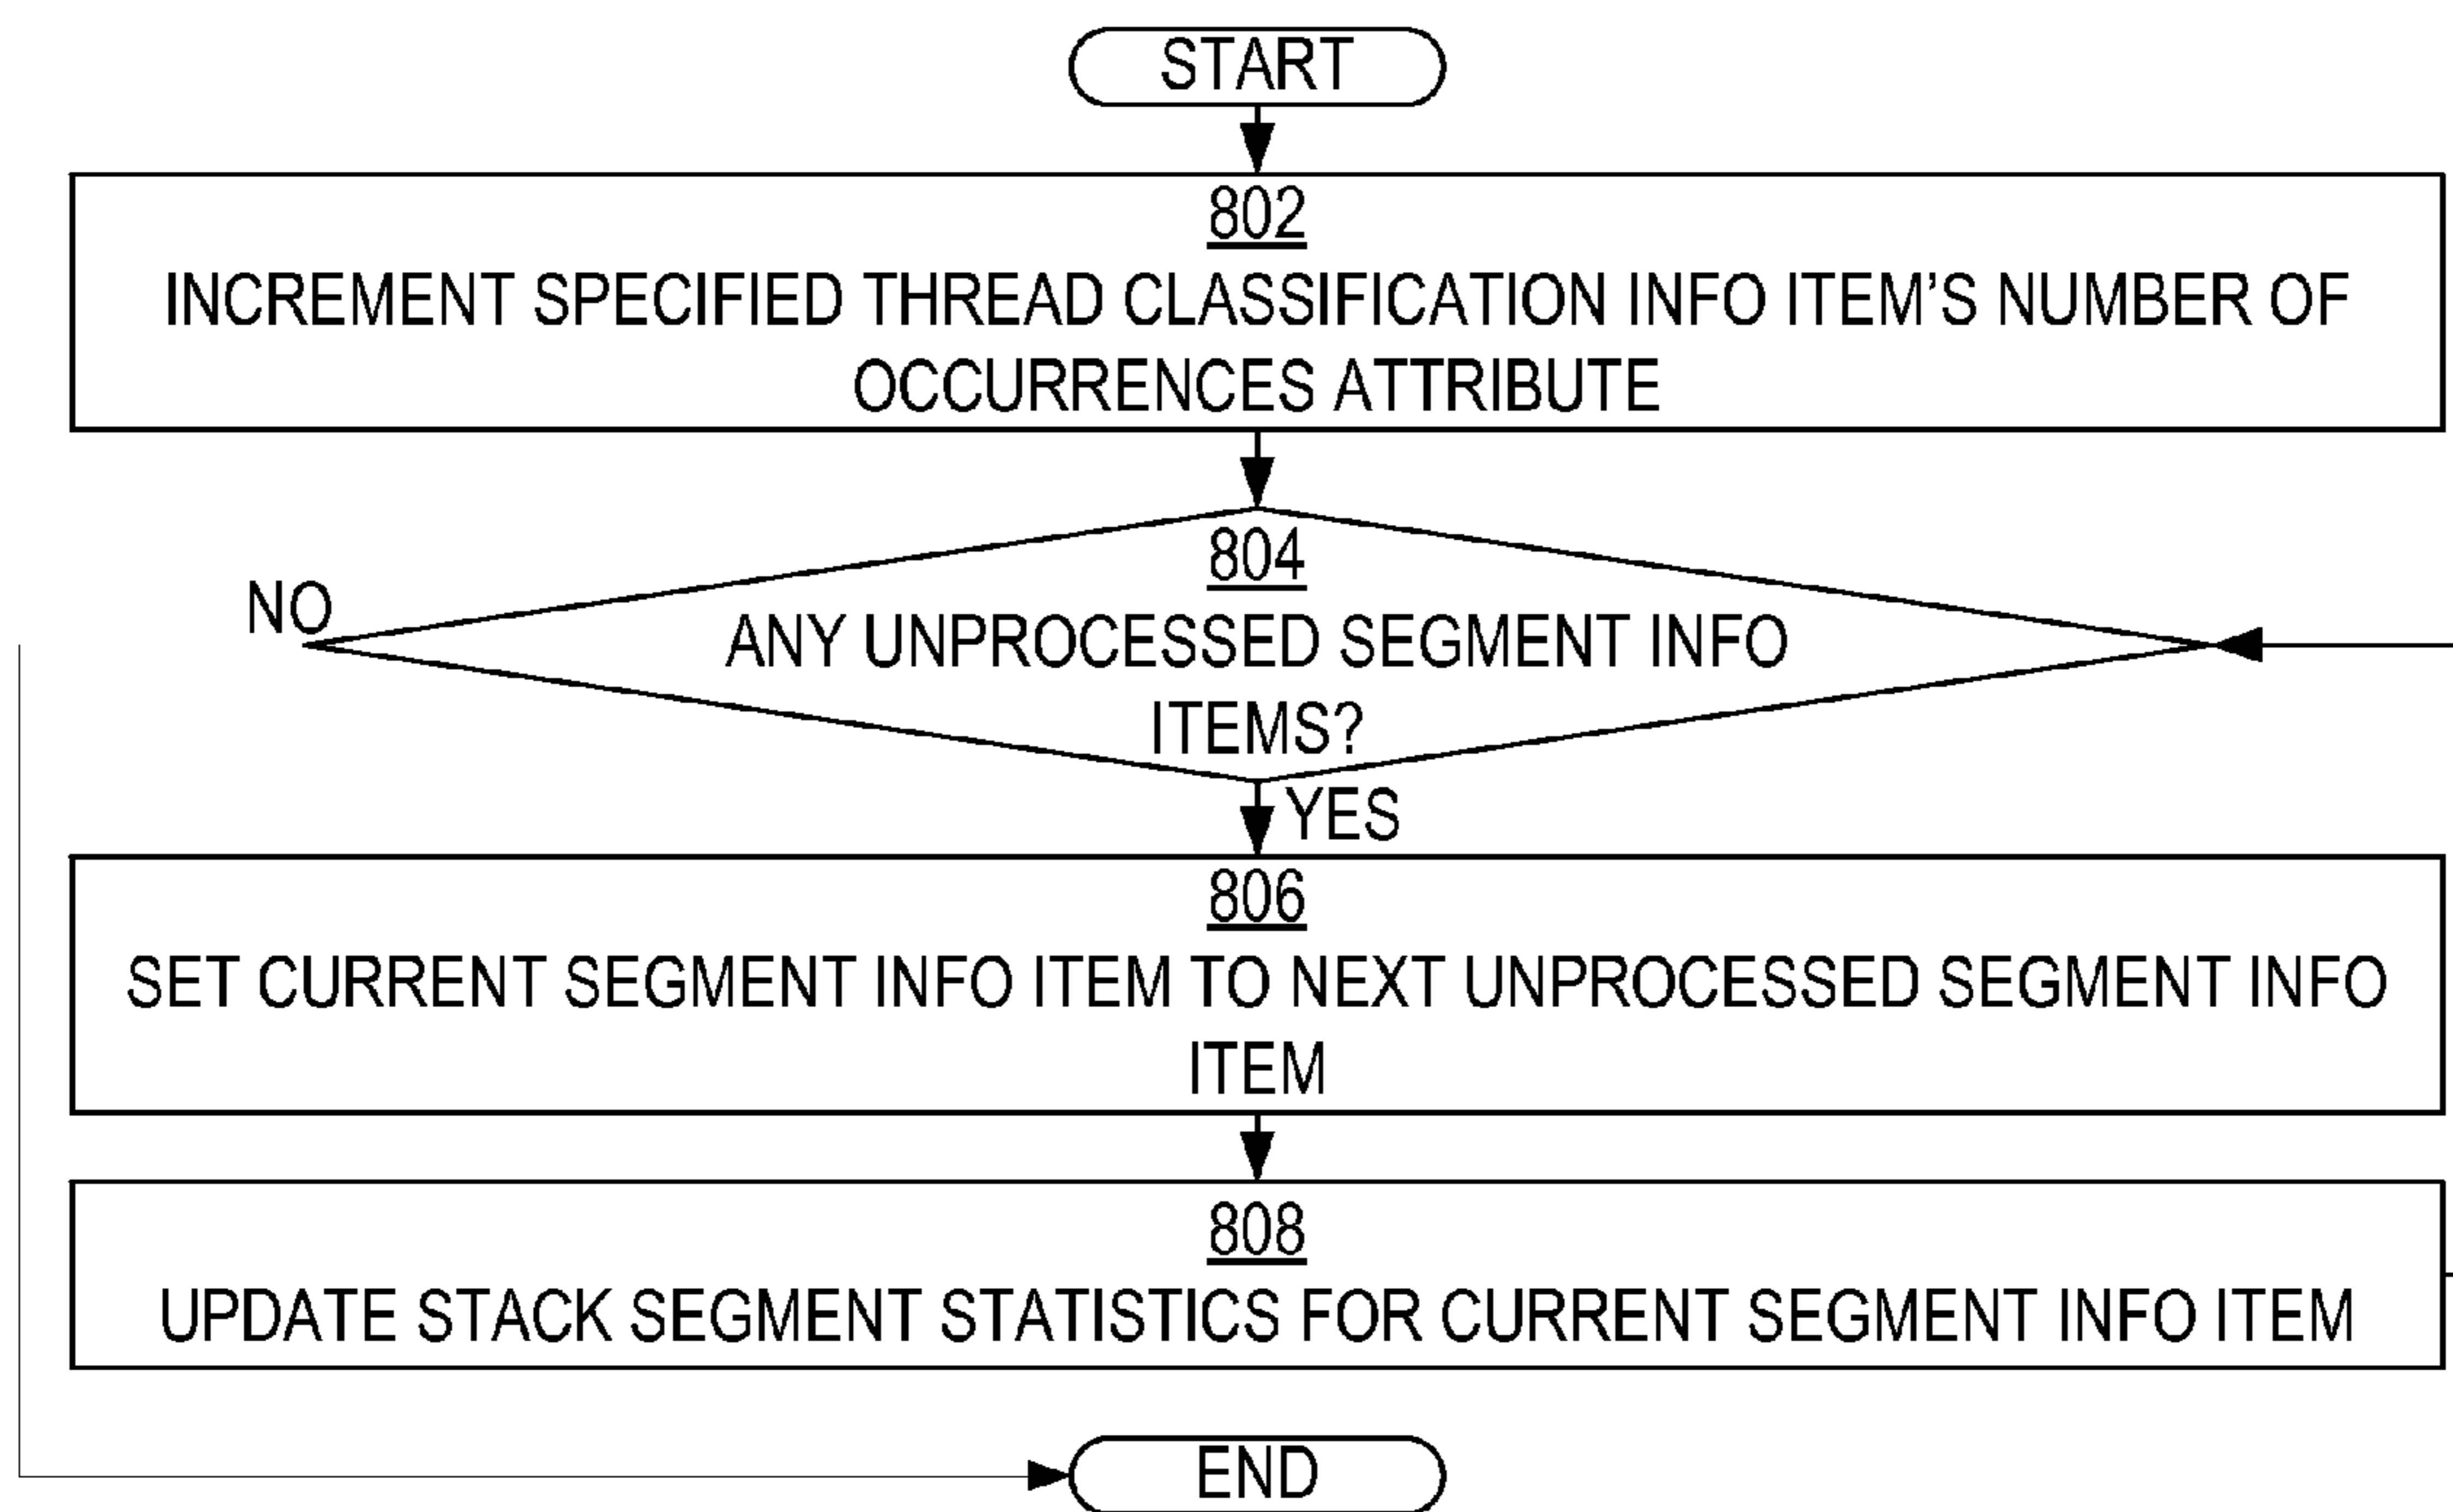 START
802
INCREMENT SPECIFIED THREAD CLASSIFICATION INFO ITEM’S NUMBER OF
OCCURRENCES ATTRIBUTE
804
NO
ANY UNPROCESSED SEGMENT INFO
ITEMS?
YES
806
SET CURRENT SEGMENT INFO ITEM TO NEXT UNPROCESSED SEGMENT INFO
ITEM
808
UPDATE STACK SEGMENT STATISTICS FOR CURRENT SEGMENT INFO ITEM
END